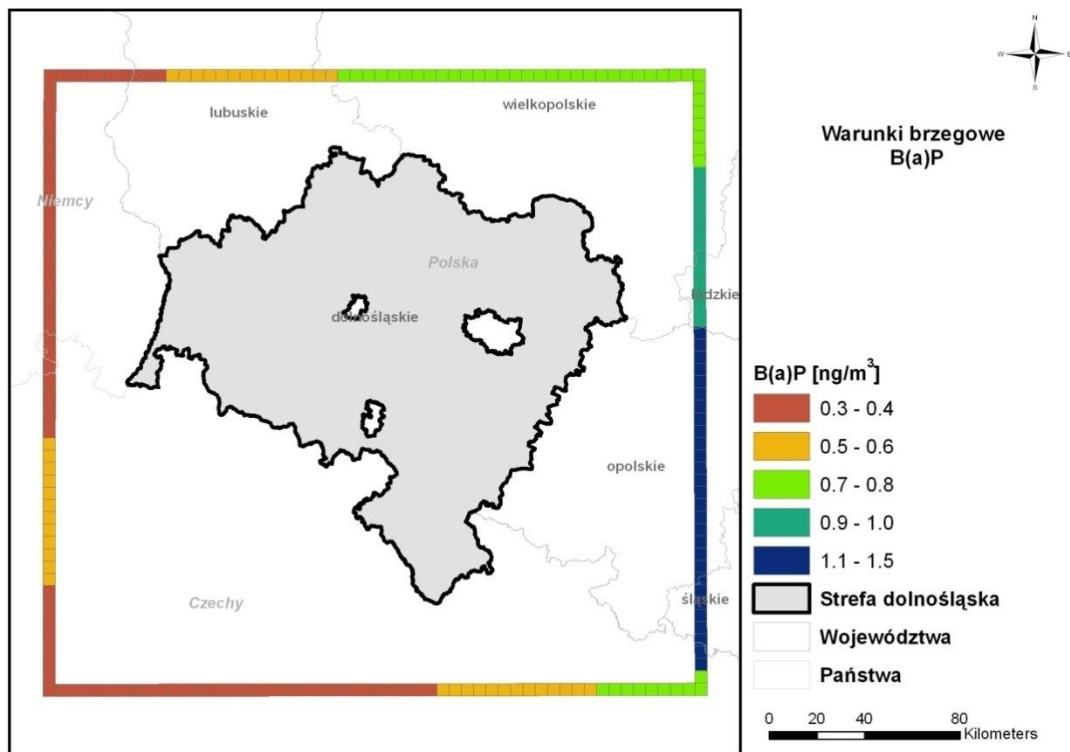 N
W
E
S
Warunki brzegowe
B(a)P
lubuskie
wielkopolskie
Niemcy
Polska
łódzkie
dolnośląskie
opolskie
Czechy
śląskie
B(a)P [ng/m³]
0.3 - 0.4
0.5 - 0.6
0.7 - 0.8
0.9 - 1.0
1.1 - 1.5
Strefa dolnośląska
Województwa
Państwa
0 20 40 80
Kilometers